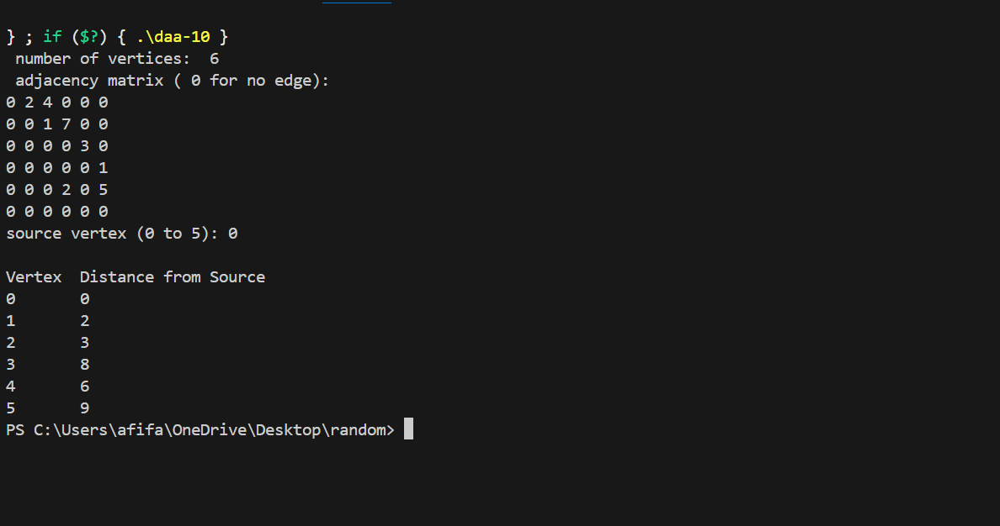 } ; if ($?) { .\daa-10 }
number of vertices:  6
adjacency matrix ( 0 for no edge):
0 2 4 0 0 0
0 0 1 7 0 0
0 0 0 0 3 0
0 0 0 0 0 1
0 0 0 2 0 5
0 0 0 0 0 0
source vertex (0 to 5): 0
Vertex  Distance from Source
0       0
1       2
2       3
3       8
4       6
5       9
PS C:\Users\afifa\OneDrive\Desktop\random>